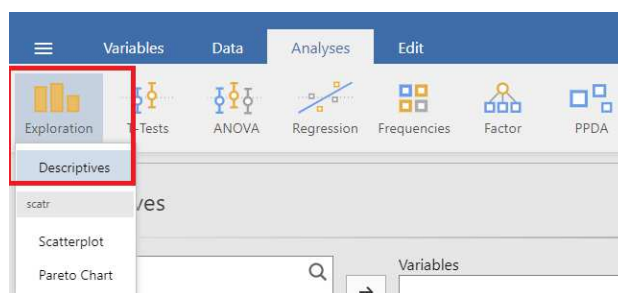 Variables Data Analyses Edit
Exploration T-Tests ANOVA Regression Frequencies Factor PPDA
Descriptives
scatr
ves
Scatterplot
Variables
Pareto Chart